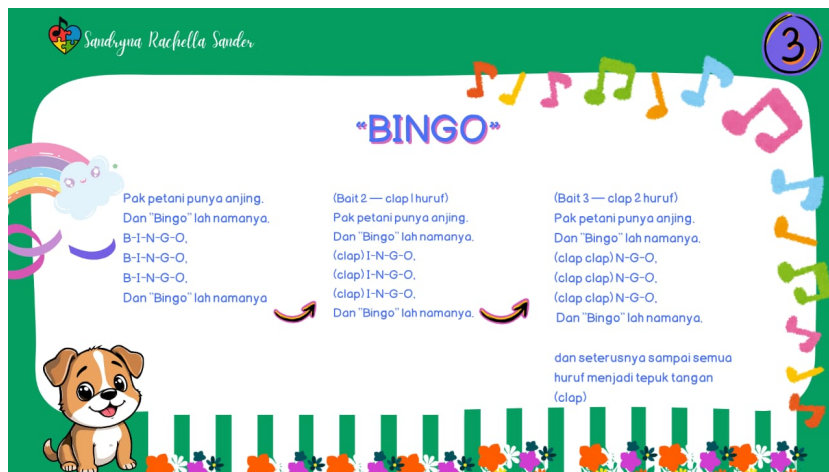 Sandryna Rachella Sander
3
"BINGO"
Pak petani punya anjing,
Dan "Bingo" lah namanya,
B-I-N-G-O,
B-I-N-G-O,
B-I-N-G-O,
Dan "Bingo" lah namanya
(Bait 2 — clap 1 huruf)
Pak petani punya anjing,
Dan "Bingo" lah namanya.
(clap) I-N-G-O,
(clap) I-N-G-O,
(clap) I-N-G-O,
Dan "Bingo" lah namanya.
(Bait 3 — clap 2 huruf)
Pak petani punya anjing,
Dan "Bingo" lah namanya.
(clap clap) N-G-O,
(clap clap) N-G-O,
(clap clap) N-G-O,
Dan "Bingo" lah namanya.
dan seterusnya sampai semua
huruf menjadi tepuk tangan
(clap)